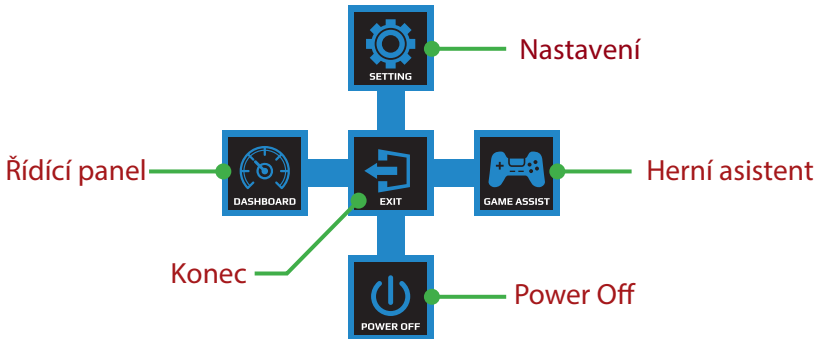 SETTING
Nastavení
Řídící panel
DASHBOARD
EXIT
GAME ASSIST
Herní asistent
Konec
POWER OFF
Power Off